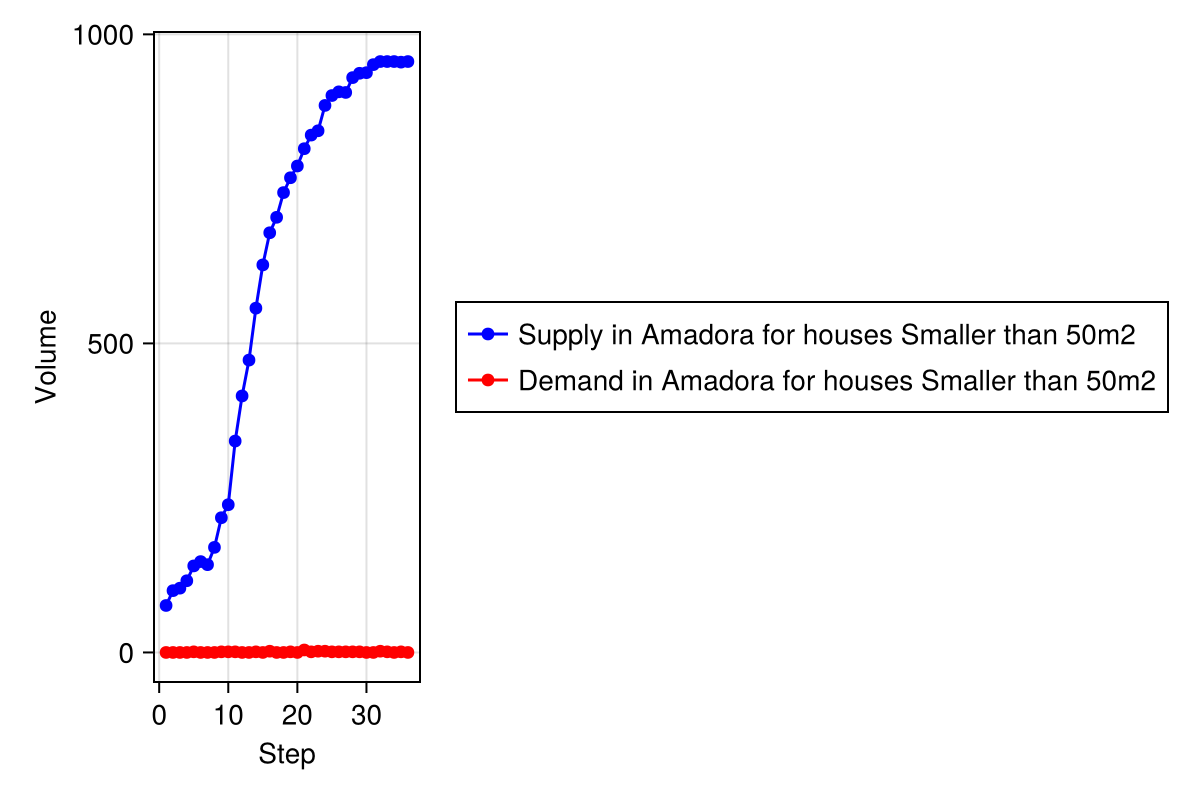 1000
500
0
Volume
0 10 20 30
Step
Supply in Amadora for houses Smaller than 50m2
Demand in Amadora for houses Smaller than 50m2